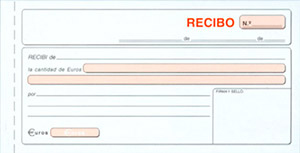 RECIBO N.º
de de
RECIBÍ de
la cantidad de Euros
por
FIRMA Y SELLO
Euros